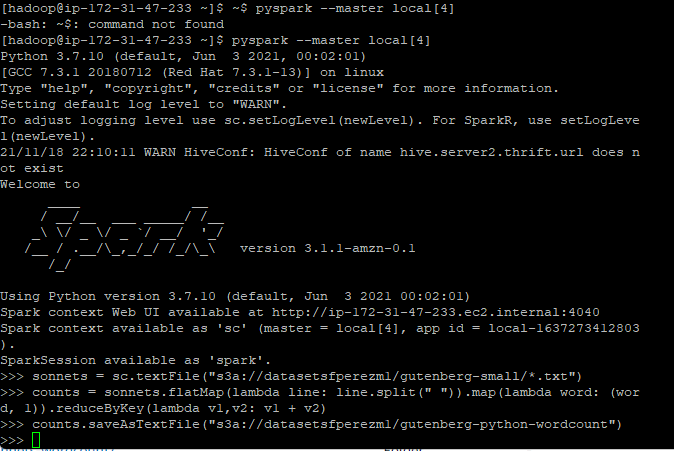 [hadoop@ip-172-31-47-233 ~]$ ~$ pyspark --master local[4]
-bash: ~$: command not found
[hadoop@ip-172-31-47-233 ~]$ pyspark --master local[4]
Python 3.7.10 (default, Jun  3 2021, 00:02:01)
[GCC 7.3.1 20180712 (Red Hat 7.3.1-13)] on linux
Type "help", "copyright", "credits" or "license" for more information.
Setting default log level to "WARN".
To adjust logging level use sc.setLogLevel(newLevel). For SparkR, use setLogLeve
l(newLevel).
21/11/18 22:10:11 WARN HiveConf: HiveConf of name hive.server2.thrift.url does n
ot exist
Welcome to
      ____              __
     / __/__  ___ _____/ /__
    _\ \/ _ \/ _ `/ __/  '_/
   /__ / .__/\_,_/_/ /_/\_\   version 3.1.1-amzn-0.1
      /_/
Using Python version 3.7.10 (default, Jun  3 2021 00:02:01)
Spark context Web UI available at http://ip-172-31-47-233.ec2.internal:4040
Spark context available as 'sc' (master = local[4], app id = local-1637273412803
).
SparkSession available as 'spark'.
>>> sonnets = sc.textFile("s3a://datasetsfperezm1/gutenberg-small/*.txt")
>>> counts = sonnets.flatMap(lambda line: line.split(" ")).map(lambda word: (wor
d, 1)).reduceByKey(lambda v1,v2: v1 + v2)
>>> counts.saveAsTextFile("s3a://datasetsfperezm1/gutenberg-python-wordcount")
>>>